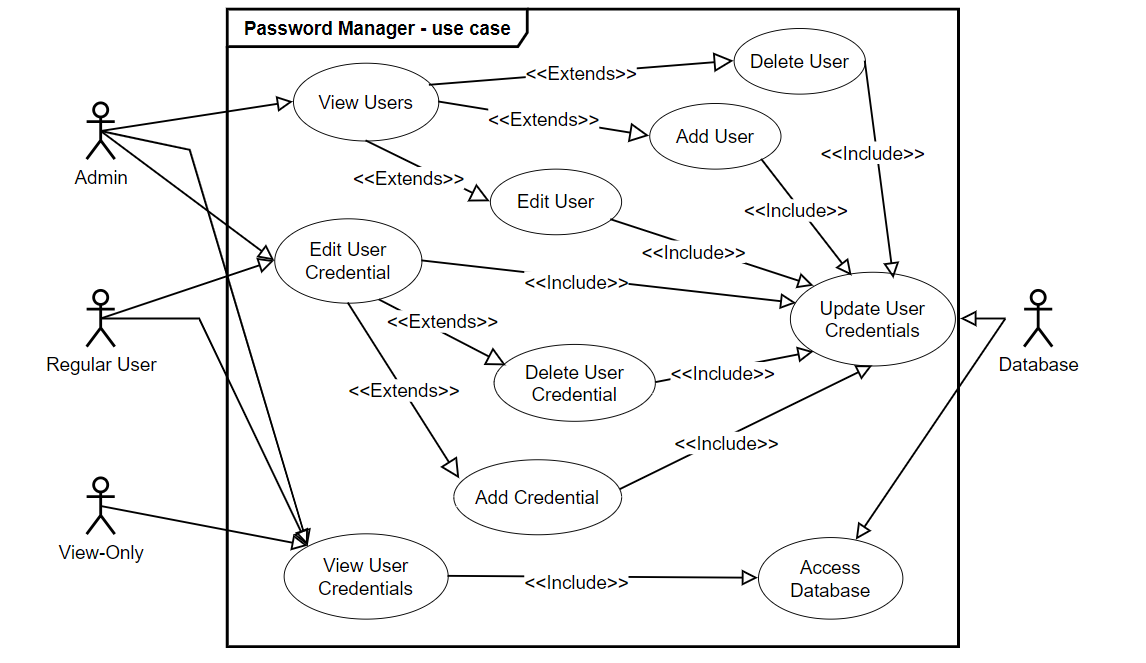 Password Manager - use case
Delete User
<<Extends>>
View Users
<<Extends>>
Add User
<<Include>>
Admin
<<Extends>>
Edit User
<<Include>>
<<Include>>
Edit User
Credential
<<Include>>
<<Extends>>
Update User
Credentials
Regular User
Database
Delete User
Credential
<<Include>>
<<Extends>>
<<Include>>
Add Credential
View-Only
View User
Credentials
<<Include>>
Access
Database